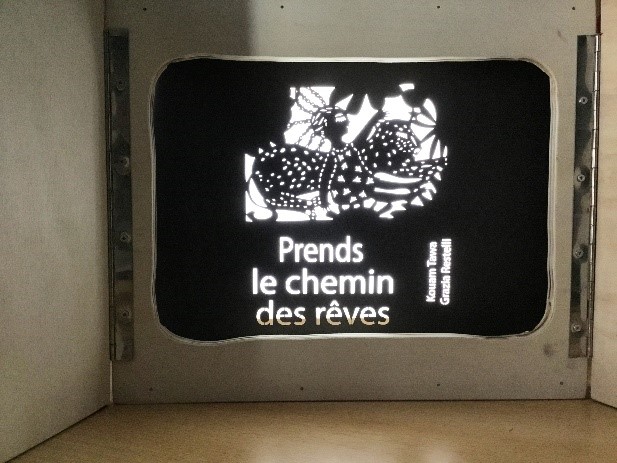 Prends
le chemin
des rêves
Kouam Tawa
Grazia Restelli